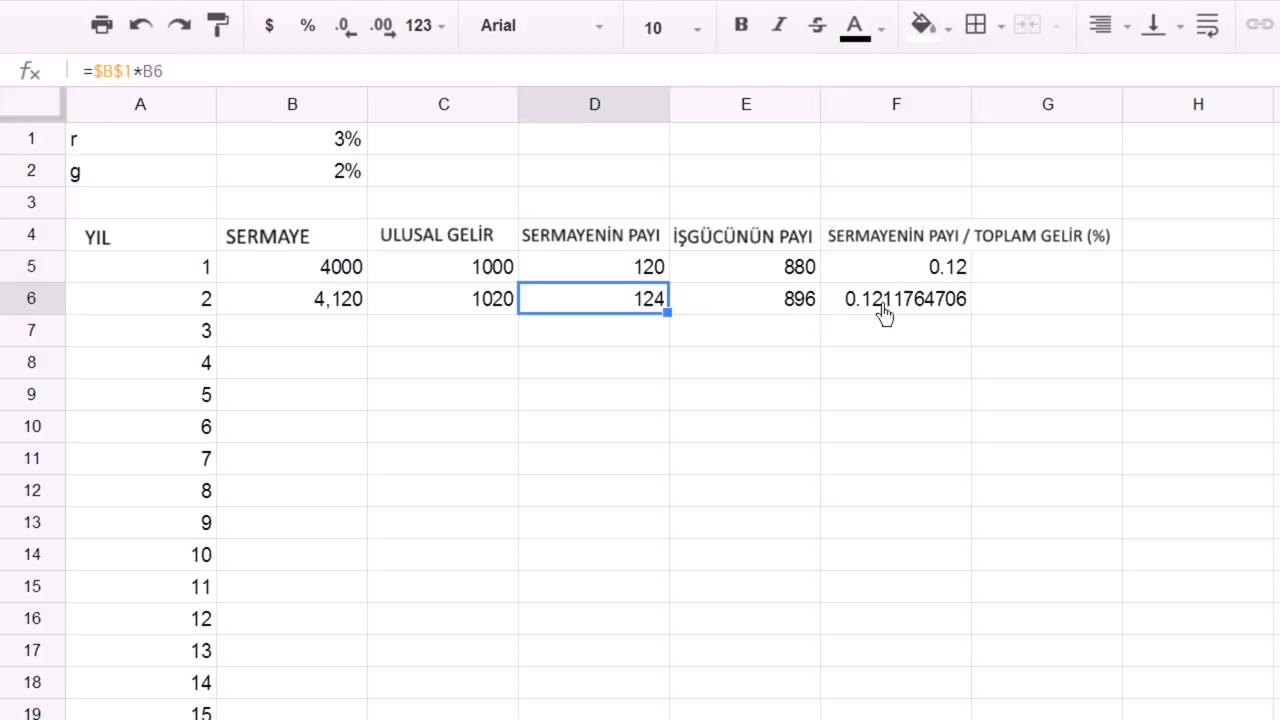 $ % .0 .00 123 Arial 10 B I S A
fx =$B$1*B6
A B C D E F G H
1 r 3%
2 g 2%
3
4 YIL SERMAYE ULUSAL GELİR SERMAYENİN PAYI İŞGÜCÜNÜN PAYI SERMAYENİN PAYI / TOPLAM GELİR (%)
5 1 4000 1000 120 880 0.12
6 2 4,120 1020 124 896 0.1211764706
7 3
8 4
9 5
10 6
11 7
12 8
13 9
14 10
15 11
16 12
17 13
18 14
19 15